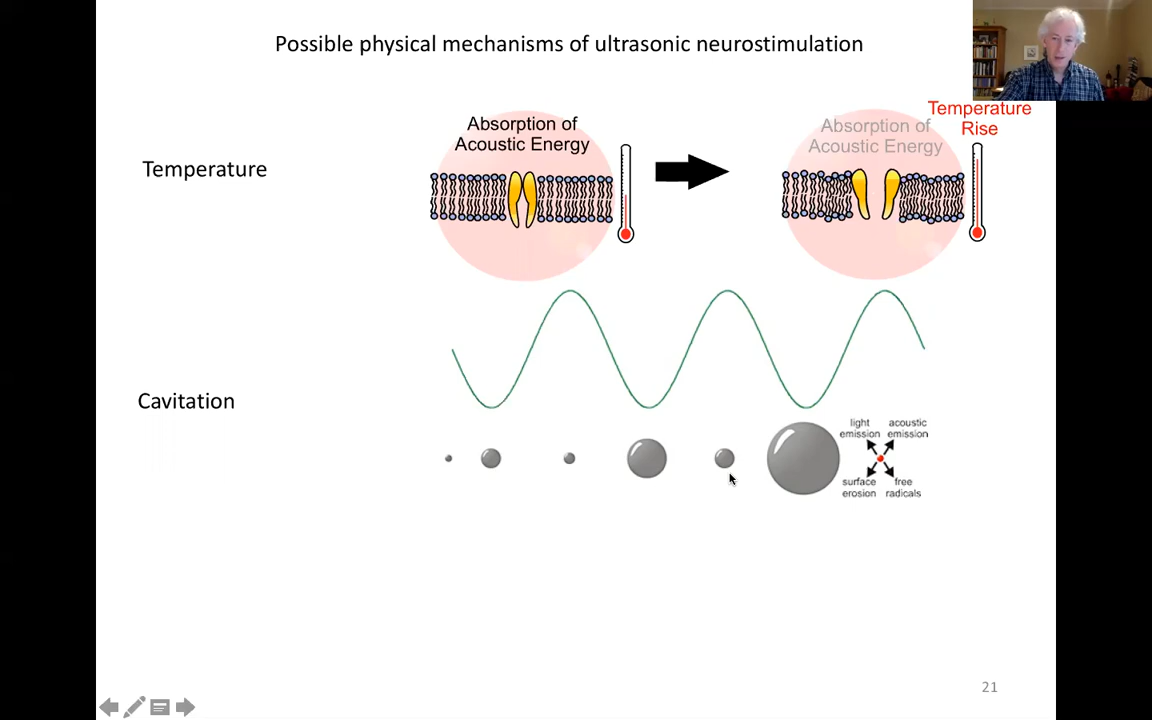 Possible physical mechanisms of ultrasonic neurostimulation
Temperature
Absorption of
Acoustic Energy
Absorption of
Acoustic Energy
Temperature
Rise
Cavitation
light
emission
acoustic
emission
surface
erosion
free
radicals
21